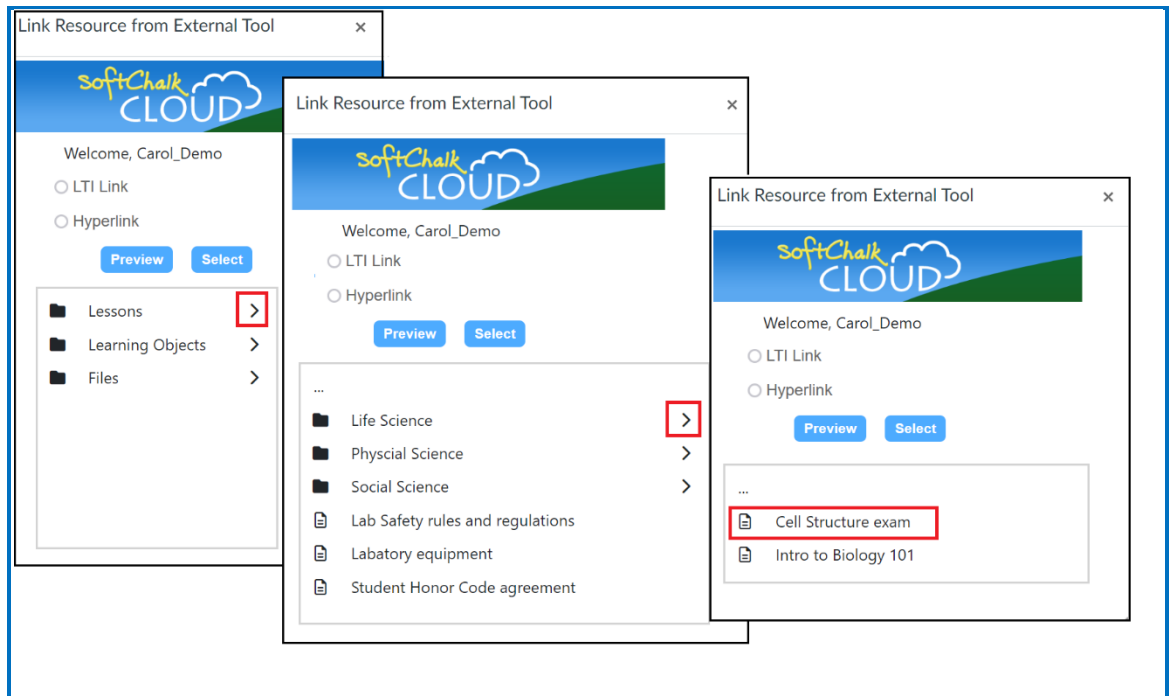 Link Resource from External Tool ×
softChalk
CLOUD
Welcome, Carol_Demo
LTI Link
Hyperlink
Preview Select
Lessons
Learning Objects
Files
Link Resource from External Tool ×
softChalk
CLOUD
Welcome, Carol_Demo
LTI Link
Hyperlink
Preview Select
...
Life Science
Physcial Science
Social Science
Lab Safety rules and regulations
Labatory equipment
Student Honor Code agreement
Link Resource from External Tool ×
softChalk
CLOUD
Welcome, Carol_Demo
LTI Link
Hyperlink
Preview Select
...
Cell Structure exam
Intro to Biology 101